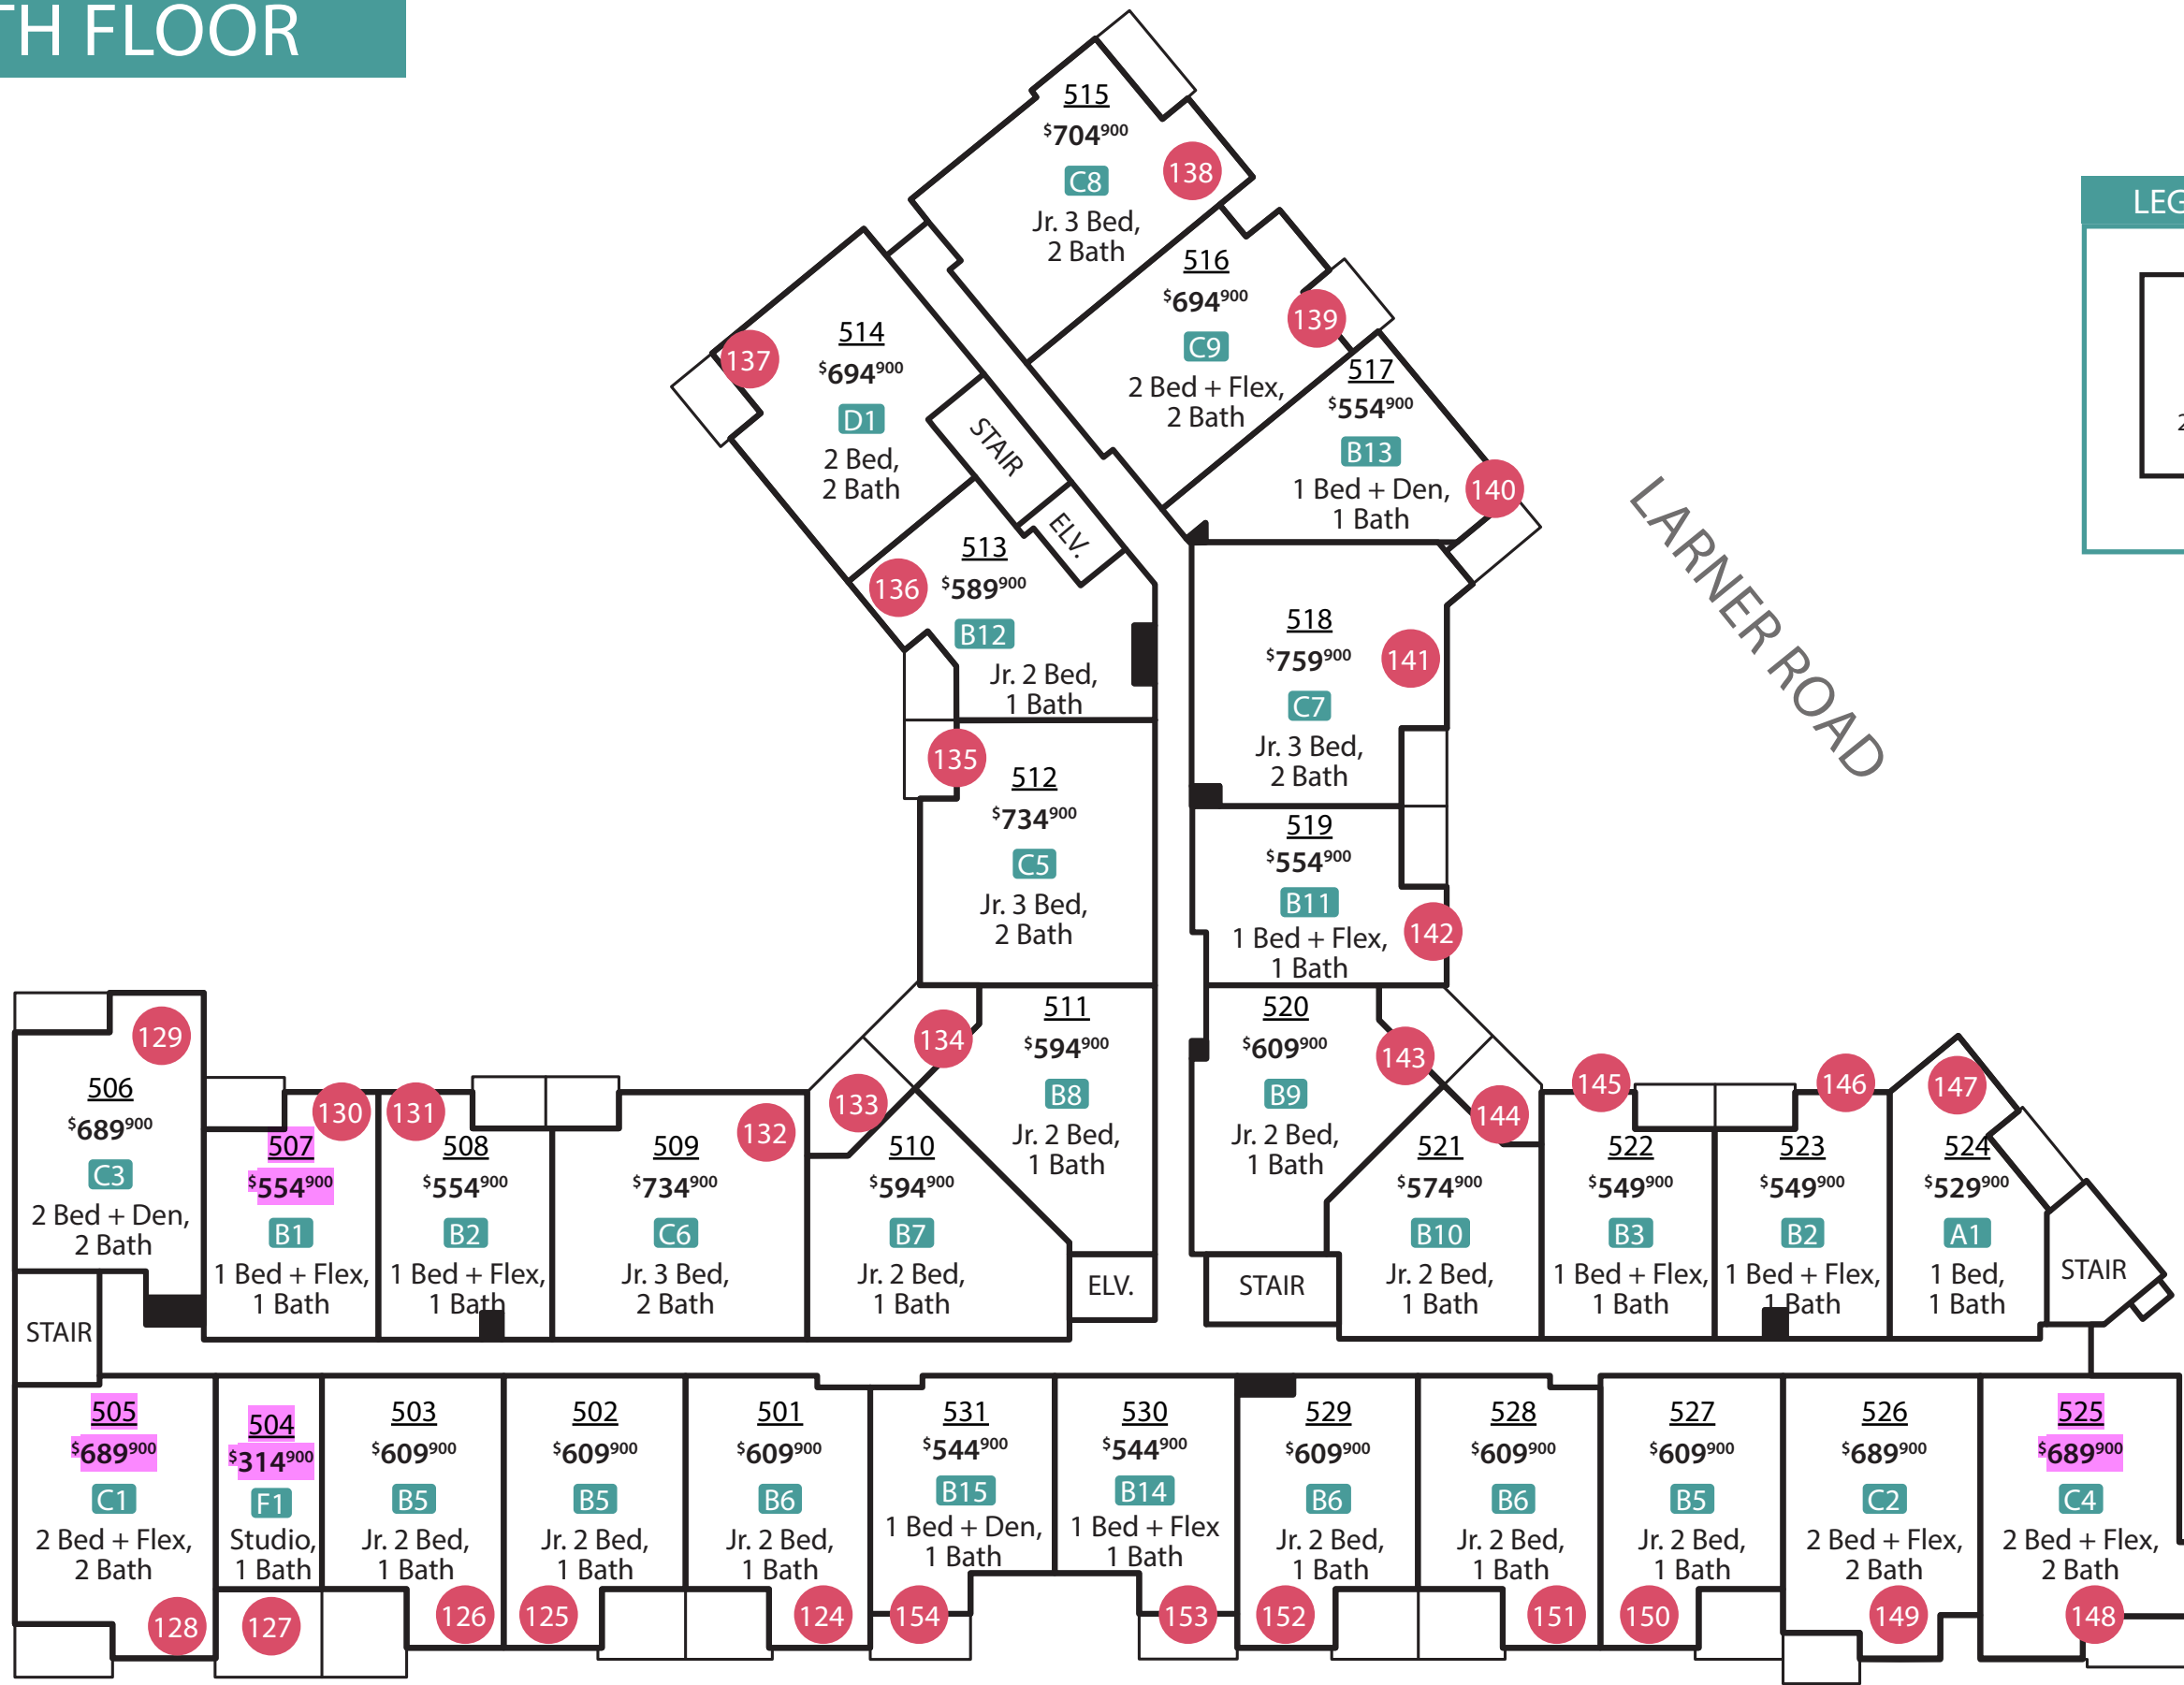 TH FLOOR
515
$704900
C8
Jr. 3 Bed,
2 Bath
138
516
$694900
C9
2 Bed + Flex,
2 Bath
139
514
$694900
D1
2 Bed,
2 Bath
137
STAIR
ELV.
517
$554900
B13
1 Bed + Den,
1 Bath
140
LARNER ROAD
LEG
2
513
$589900
B12
Jr. 2 Bed,
1 Bath
136
518
$759900
C7
Jr. 3 Bed,
2 Bath
141
512
$734900
C5
Jr. 3 Bed,
2 Bath
135
519
$554900
B11
1 Bed + Flex,
1 Bath
142
506
$689900
C3
2 Bed + Den,
2 Bath
129
STAIR
507
$554900
B1
1 Bed + Flex,
1 Bath
130
508
$554900
B2
1 Bed + Flex,
1 Bath
131
509
$734900
C6
Jr. 3 Bed,
2 Bath
132
510
$594900
B7
Jr. 2 Bed,
1 Bath
133
511
$594900
B8
Jr. 2 Bed,
1 Bath
134
ELV.
520
$609900
B9
Jr. 2 Bed,
1 Bath
143
STAIR
521
$574900
B10
Jr. 2 Bed,
1 Bath
144
522
$549900
B3
1 Bed + Flex,
1 Bath
145
523
$549900
B2
1 Bed + Flex,
1 Bath
146
524
$529900
A1
1 Bed,
1 Bath
147
STAIR
505
$689900
C1
2 Bed + Flex,
2 Bath
128
504
$314900
F1
Studio,
1 Bath
127
503
$609900
B5
Jr. 2 Bed,
1 Bath
126
502
$609900
B5
Jr. 2 Bed,
1 Bath
125
501
$609900
B6
Jr. 2 Bed,
1 Bath
124
531
$544900
B15
1 Bed + Den,
1 Bath
154
530
$544900
B14
1 Bed + Flex
1 Bath
153
529
$609900
B6
Jr. 2 Bed,
1 Bath
152
528
$609900
B6
Jr. 2 Bed,
1 Bath
151
527
$609900
B5
Jr. 2 Bed,
1 Bath
150
526
$689900
C2
2 Bed + Flex,
2 Bath
149
525
$689900
C4
2 Bed + Flex,
2 Bath
148